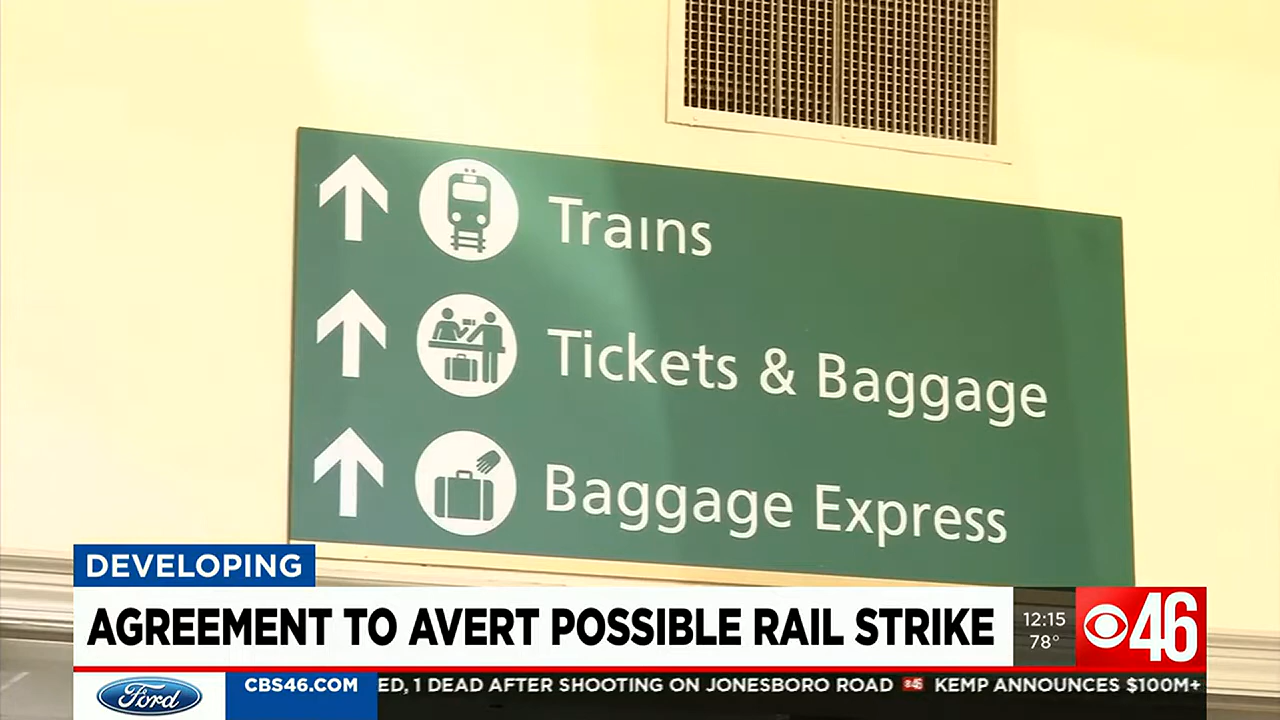 Trains
Tickets & Baggage
Baggage Express
DEVELOPING
AGREEMENT TO AVERT POSSIBLE RAIL STRIKE
12:15
78°
46
Ford
CBS46.COM
ED, 1 DEAD AFTER SHOOTING ON JONESBORO ROAD 46 KEMP ANNOUNCES $100M+